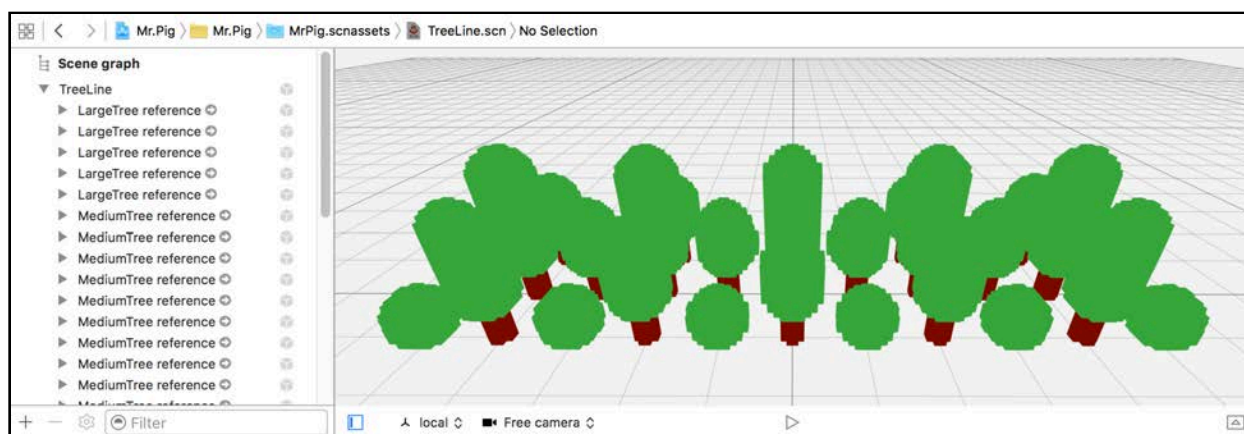 Mr.Pig Mr.Pig MrPig.scnassets TreeLine.scn No Selection
Scene graph
TreeLine
LargeTree reference
LargeTree reference
LargeTree reference
LargeTree reference
LargeTree reference
MediumTree reference
MediumTree reference
MediumTree reference
MediumTree reference
MediumTree reference
MediumTree reference
MediumTree reference
MediumTree reference
MediumTree reference
MediumTree reference
Filter
local Free camera